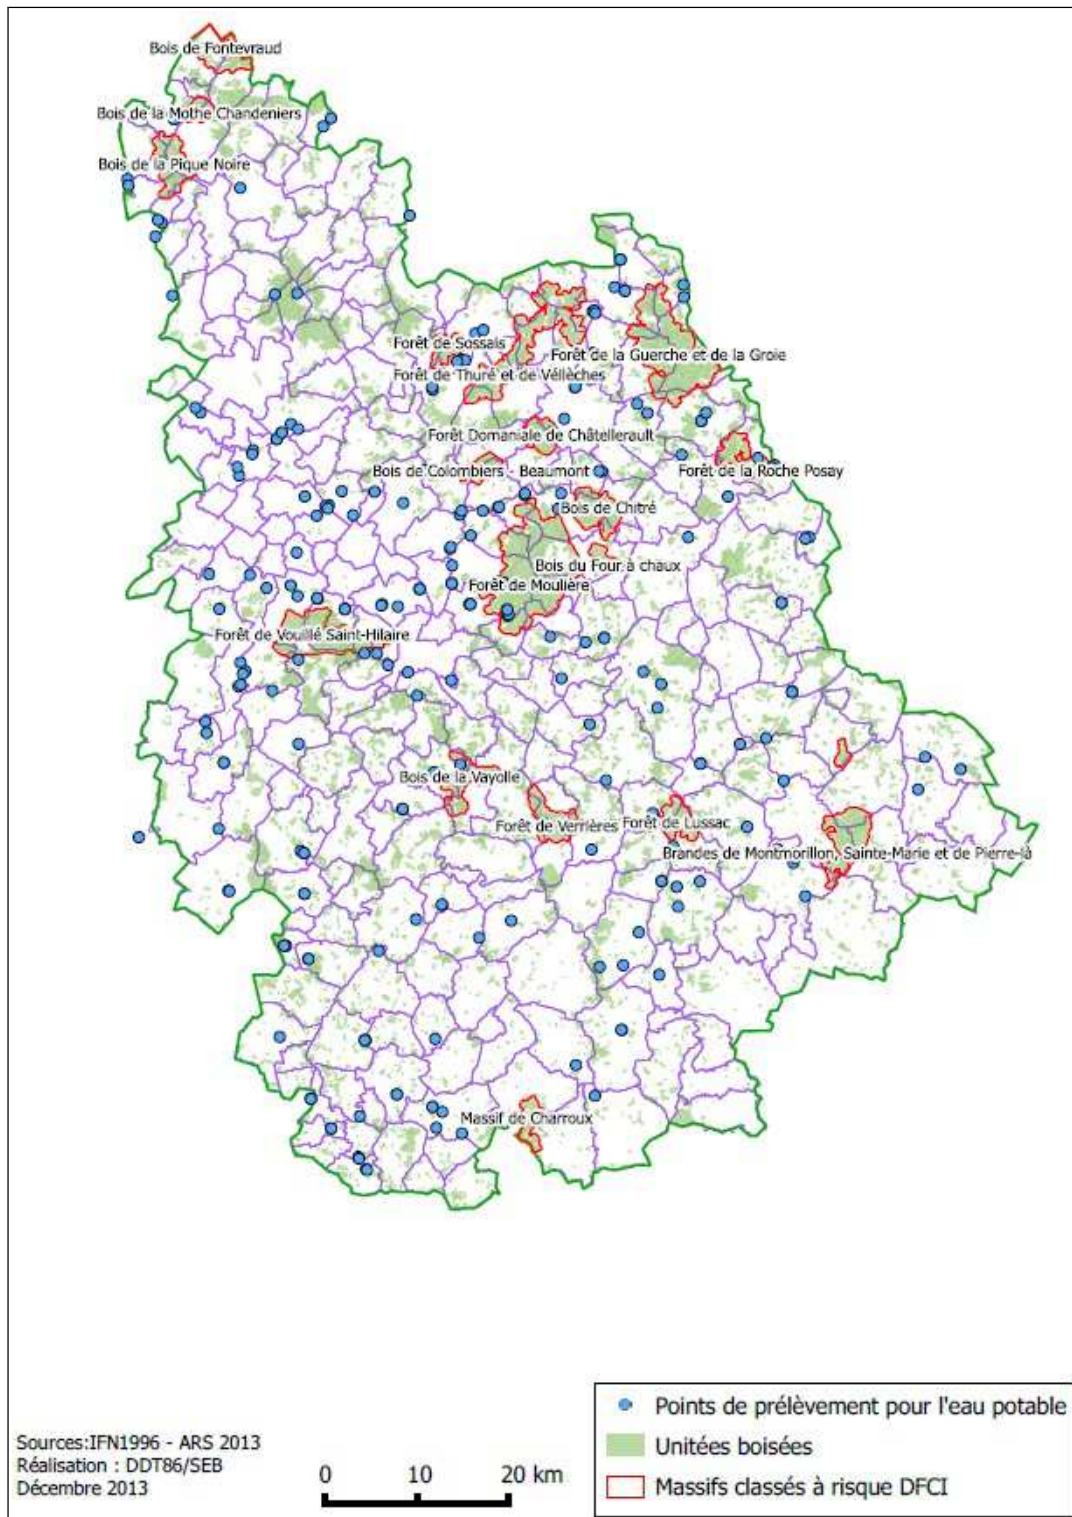 Bois de Fontevraud
Bois de la Mothe Chandeniers
Bois de la Pique Noire
Forêt de Sossais
Forêt de la Guerche et de la Groie
Forêt de Thuré et de Vellèches
Forêt Domaniale de Châtellerault
Bois de Colombiers - Beaumont
Forêt de la Roche Posay
Bois de Chitré
Bois du Four à chaux
Forêt de Moulière
Forêt de Vouillé Saint-Hilaire
Bois de la Vayolle
Forêt de Verrières
Forêt de Lussac
Brandes de Montmorillon, Sainte-Marie et de Pierre-là
Massif de Charroux
Points de prélèvement pour l'eau potable
Unitées boisées
Massifs classés à risque DFCI
Sources:IFN1996 - ARS 2013
Réalisation : DDT86/SEB
Décembre 2013
0 10 20 km